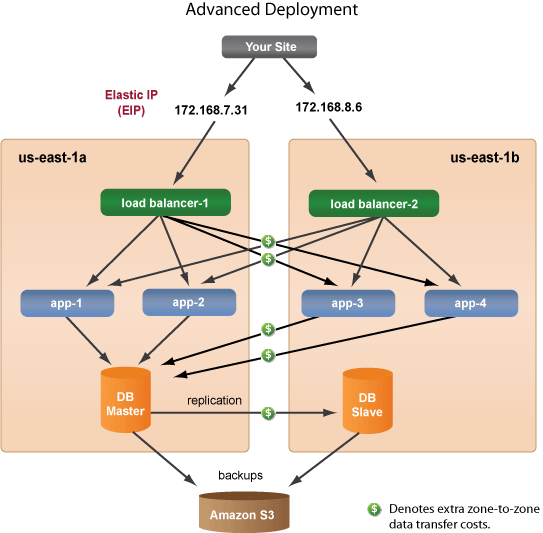 Advanced Deployment
Your Site
Elastic IP
(EIP)
172.168.7.31
172.168.8.6
us-east-1a
us-east-1b
load balancer-1
load balancer-2
$
$
app-1
app-2
app-3
app-4
$
$
DB
Master
replication
$
DB
Slave
backups
Amazon S3
$ Denotes extra zone-to-zone
data transfer costs.